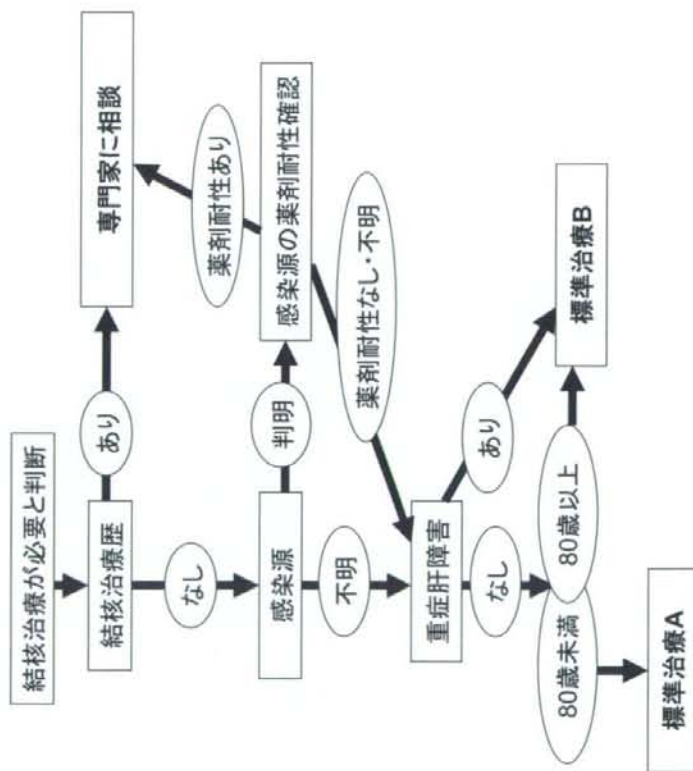 結核治療が必要と判断
結核治療歴
あり
専門家に相談
なし
薬剤耐性あり
感染源
判明
感染源の薬剤耐性確認
不明
薬剤耐性なし・不明
重症肝障害
あり
なし
80歳以上
標準治療B
80歳未満
標準治療A